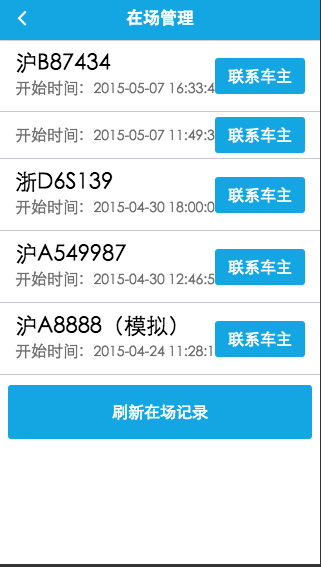 在场管理
沪B87434
开始时间：2015-05-07 16:33:4
联系车主
开始时间：2015-05-07 11:49:3
联系车主
浙D6S139
开始时间：2015-04-30 18:00:0
联系车主
沪A549987
开始时间：2015-04-30 12:46:5
联系车主
沪A8888（模拟）
开始时间：2015-04-24 11:28:1
联系车主
刷新在场记录